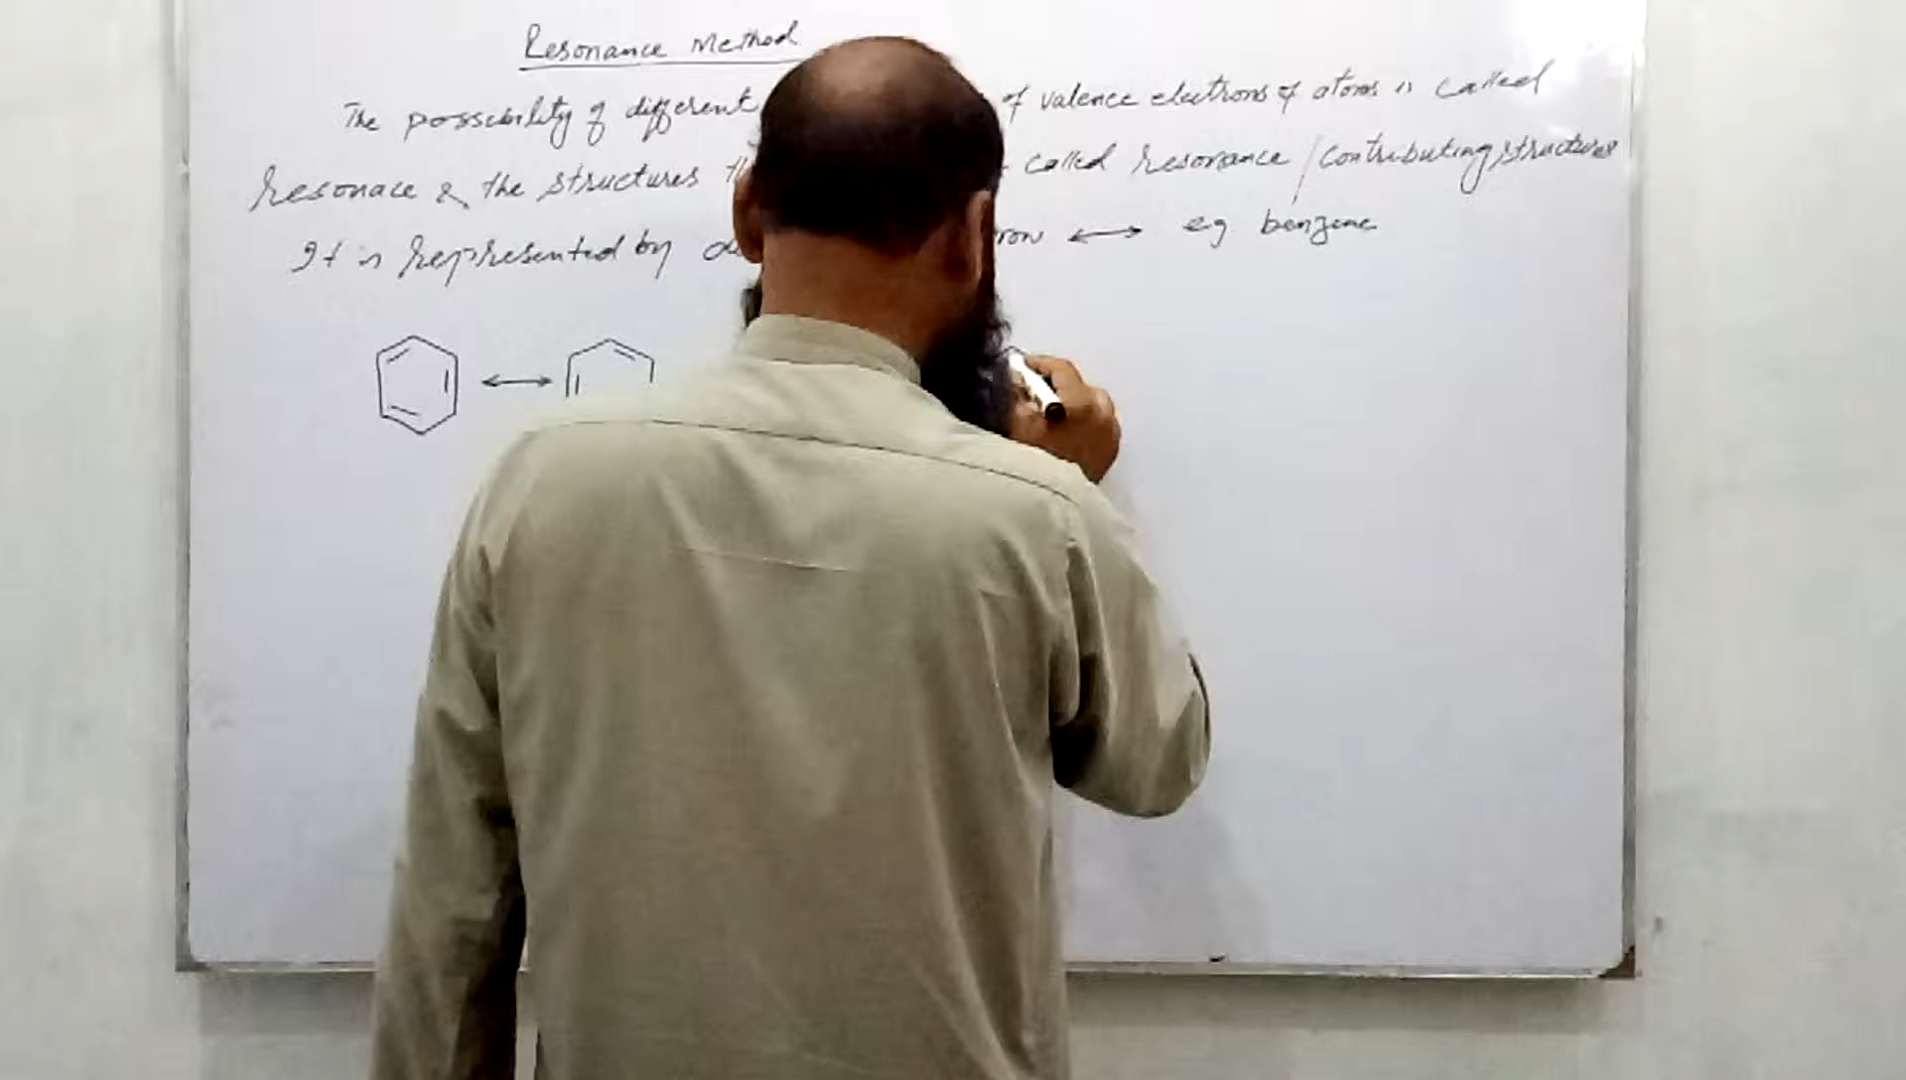 Resonance Method
The possibility of different of valence electrons of atoms is called
resonace & the structures called resonance / contributing structures
It is represented by ⟷ eg benzene
⟷